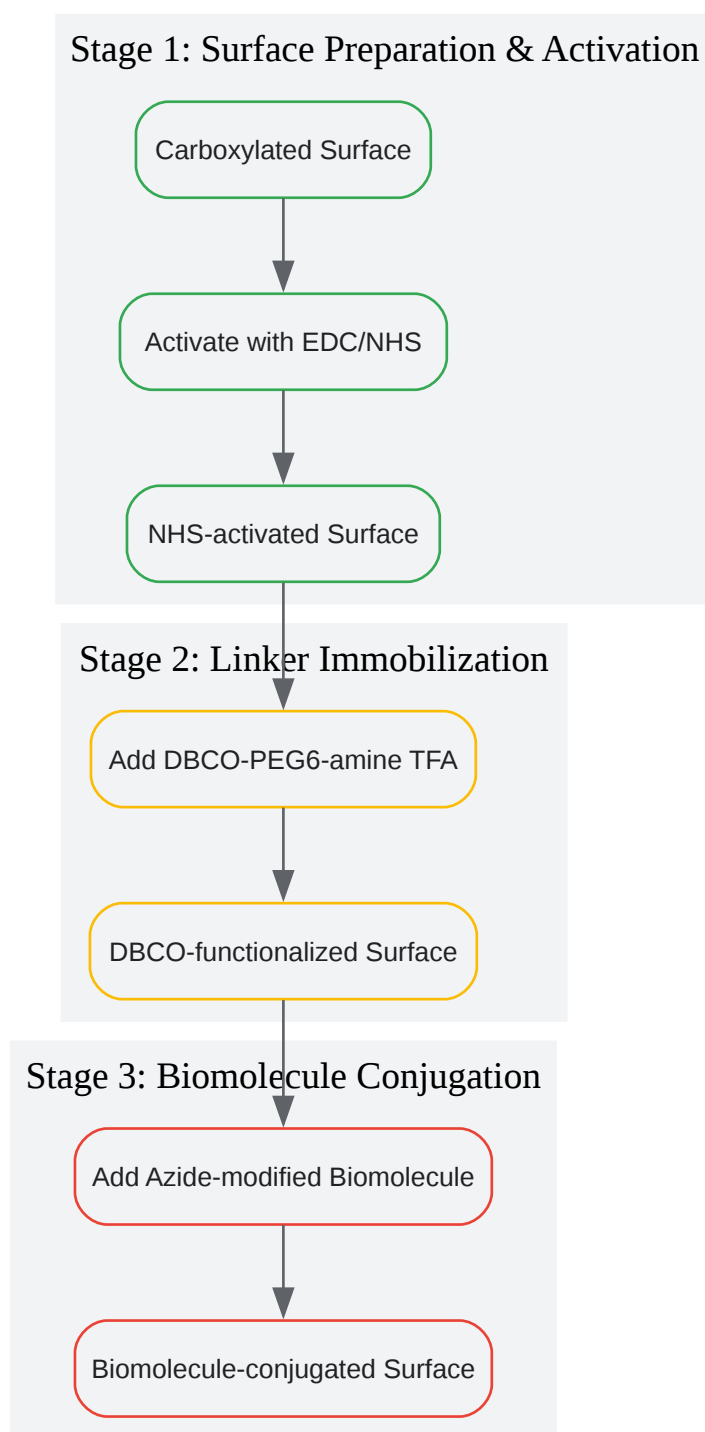 Stage 1: Surface Preparation & Activation
Carboxylated Surface
Activate with EDC/NHS
NHS-activated Surface
Stage 2: Linker Immobilization
Add DBCO-PEG6-amine TFA
DBCO-functionalized Surface
Stage 3: Biomolecule Conjugation
Add Azide-modified Biomolecule
Biomolecule-conjugated Surface